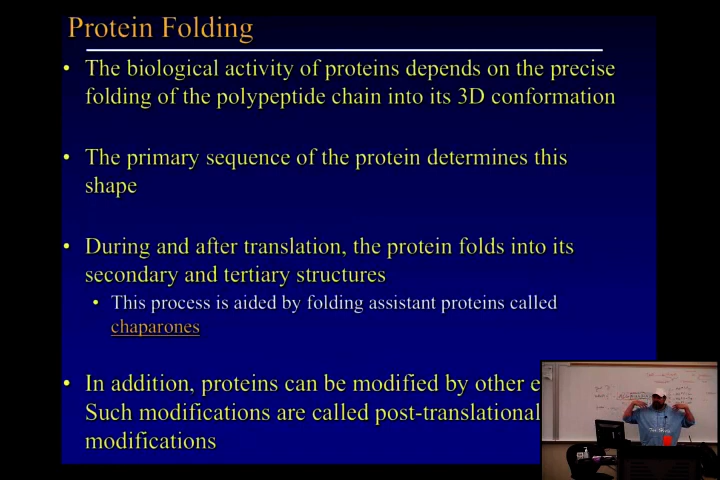 Protein Folding
• The biological activity of proteins depends on the precise
folding of the polypeptide chain into its 3D conformation
• The primary sequence of the protein determines this
shape
• During and after translation, the protein folds into its
secondary and tertiary structures
• This process is aided by folding assistant proteins called
chaparones
• In addition, proteins can be modified by other
Such modifications are called post-translational
modifications